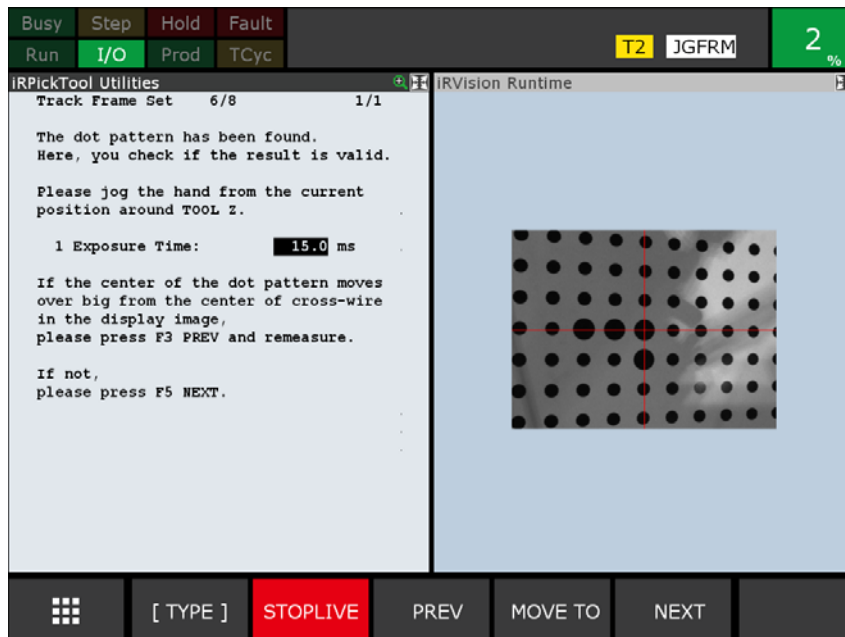 Busy Step Hold Fault
Run I/O Prod TCyc
T2 JGFRM
2 %
iRPickTool Utilities
Track Frame Set 6/8 1/1
The dot pattern has been found.
Here, you check if the result is valid.
Please jog the hand from the current
position around TOOL Z.
1 Exposure Time: 15.0 ms
If the center of the dot pattern moves
over big from the center of cross-wire
in the display image,
please press F3 PREV and remeasure.
If not,
please press F5 NEXT.
iRVision Runtime
[ TYPE ] STOPLIVE PREV MOVE TO NEXT